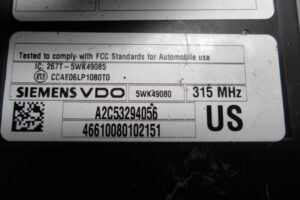 Tested to comply with FCC Standards for Automobile use
IC: 267T-5WK49085
CCAE06LP1080T0
SIEMENS VDO 5WK49080 315 MHz
A2C53294056 US
46610080102151